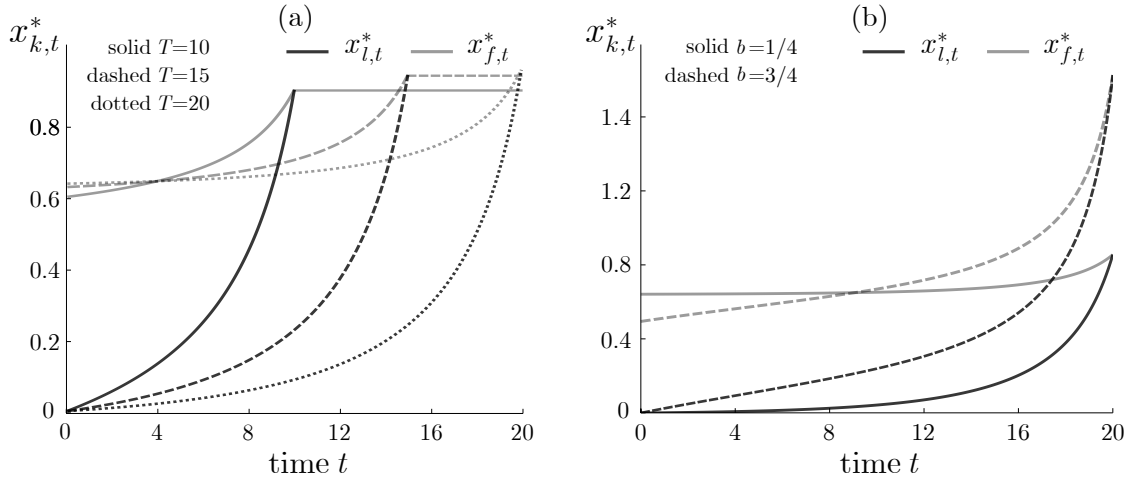 (a)
x*k,t
solid T=10
dashed T=15
dotted T=20
x*l,t
x*f,t
0.8
0.6
0.4
0.2
0
0 4 8 12 16 20
time t
(b)
x*k,t
solid b=1/4
dashed b=3/4
x*l,t
x*f,t
1.4
1.2
0.8
0.4
0
0 4 8 12 16 20
time t